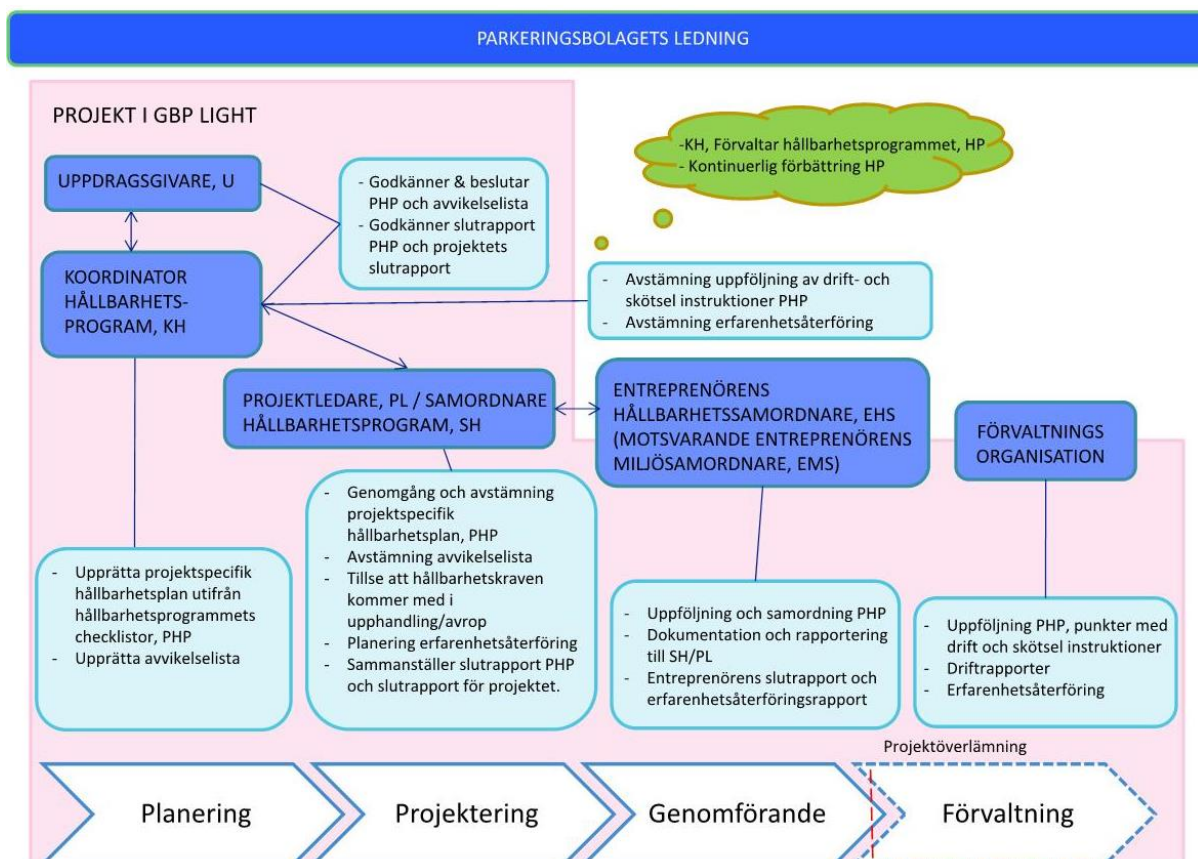 PARKERINGSBOLAGETS LEDNING
PROJEKT I GBP LIGHT
-KH, Förvaltar hållbarhetsprogrammet, HP
- Kontinuerlig förbättring HP
UPPDRAGSGIVARE, U
- Godkänner & beslutar
PHP och avvikelselista
- Godkänner slutrapport
PHP och projektets
slutrapport
KOORDINATOR
HÅLLBARHETS-
PROGRAM, KH
- Avstämning uppföljning av drift- och
skötsel instruktioner PHP
- Avstämning erfarenhetsåterföring
PROJEKTLEDARE, PL / SAMORDNARE
HÅLLBARHETSPROGRAM, SH
ENTREPRENÖRENS
HÅLLBARHETSSAMORDNARE, EHS
(MOTSVARANDE ENTREPRENÖRENS
MILJÖSAMORDNARE, EMS)
FÖRVALTNINGS
ORGANISATION
- Upprätta projektspecifik
hållbarhetsplan utifrån
hållbarhetsprogrammets
checklistor, PHP
- Upprätta avvikelselista
- Genomgång och avstämning
projektspecifik
hållbarhetsplan, PHP
- Avstämning avvikelselista
- Tillse att hållbarhetskraven
kommer med i
upphandling/avrop
- Planering erfarenhetsåterföring
- Sammanställer slutrapport PHP
och slutrapport för projektet.
- Uppföljning och samordning PHP
- Dokumentation och rapportering
till SH/PL
- Entreprenörens slutrapport och
erfarenhetsåterföringsrapport
- Uppföljning PHP, punkter med
drift och skötsel instruktioner
- Driftrapporter
- Erfarenhetsåterföring
Projektöverlämning
Planering
Projektering
Genomförande
Förvaltning